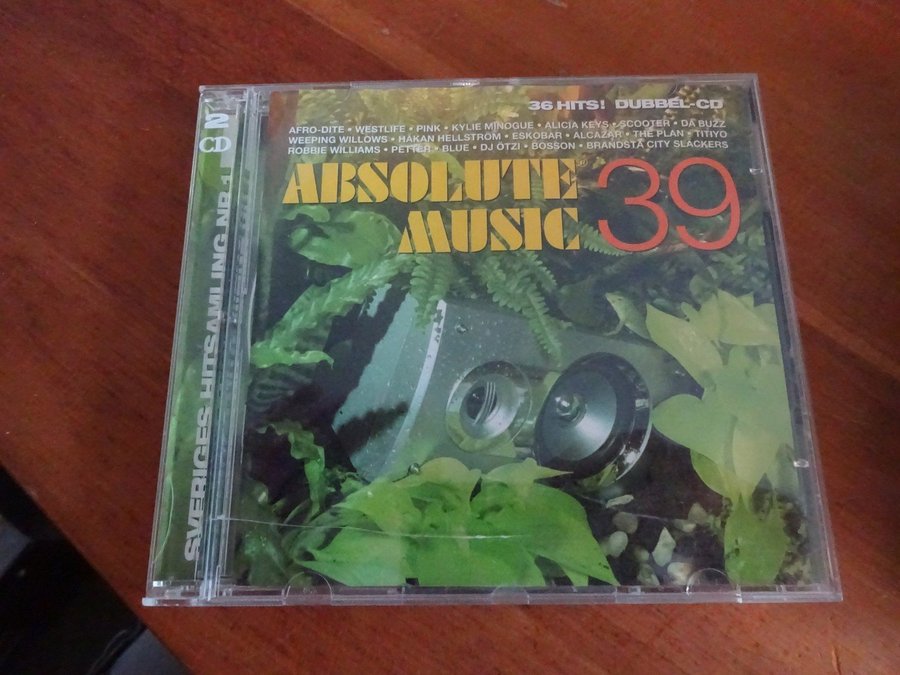 36 HITS! DUBBEL-CD
AFRO-DITE • WESTLIFE • PINK • KYLIE MINOGUE • ALICIA KEYS • SCOOTER • DA BUZZ
WEEPING WILLOWS • HÅKAN HELLSTRÖM • ESKOBAR • ALCAZAR • THE PLAN • TITIYO
ROBBIE WILLIAMS • PETTER • BLUE • DJ ÖTZI • BOSSON • BRANDSTA CITY SLACKERS
ABSOLUTE®
MUSIC 39
2
CD
SVERIGES HITSAMLING NR.1